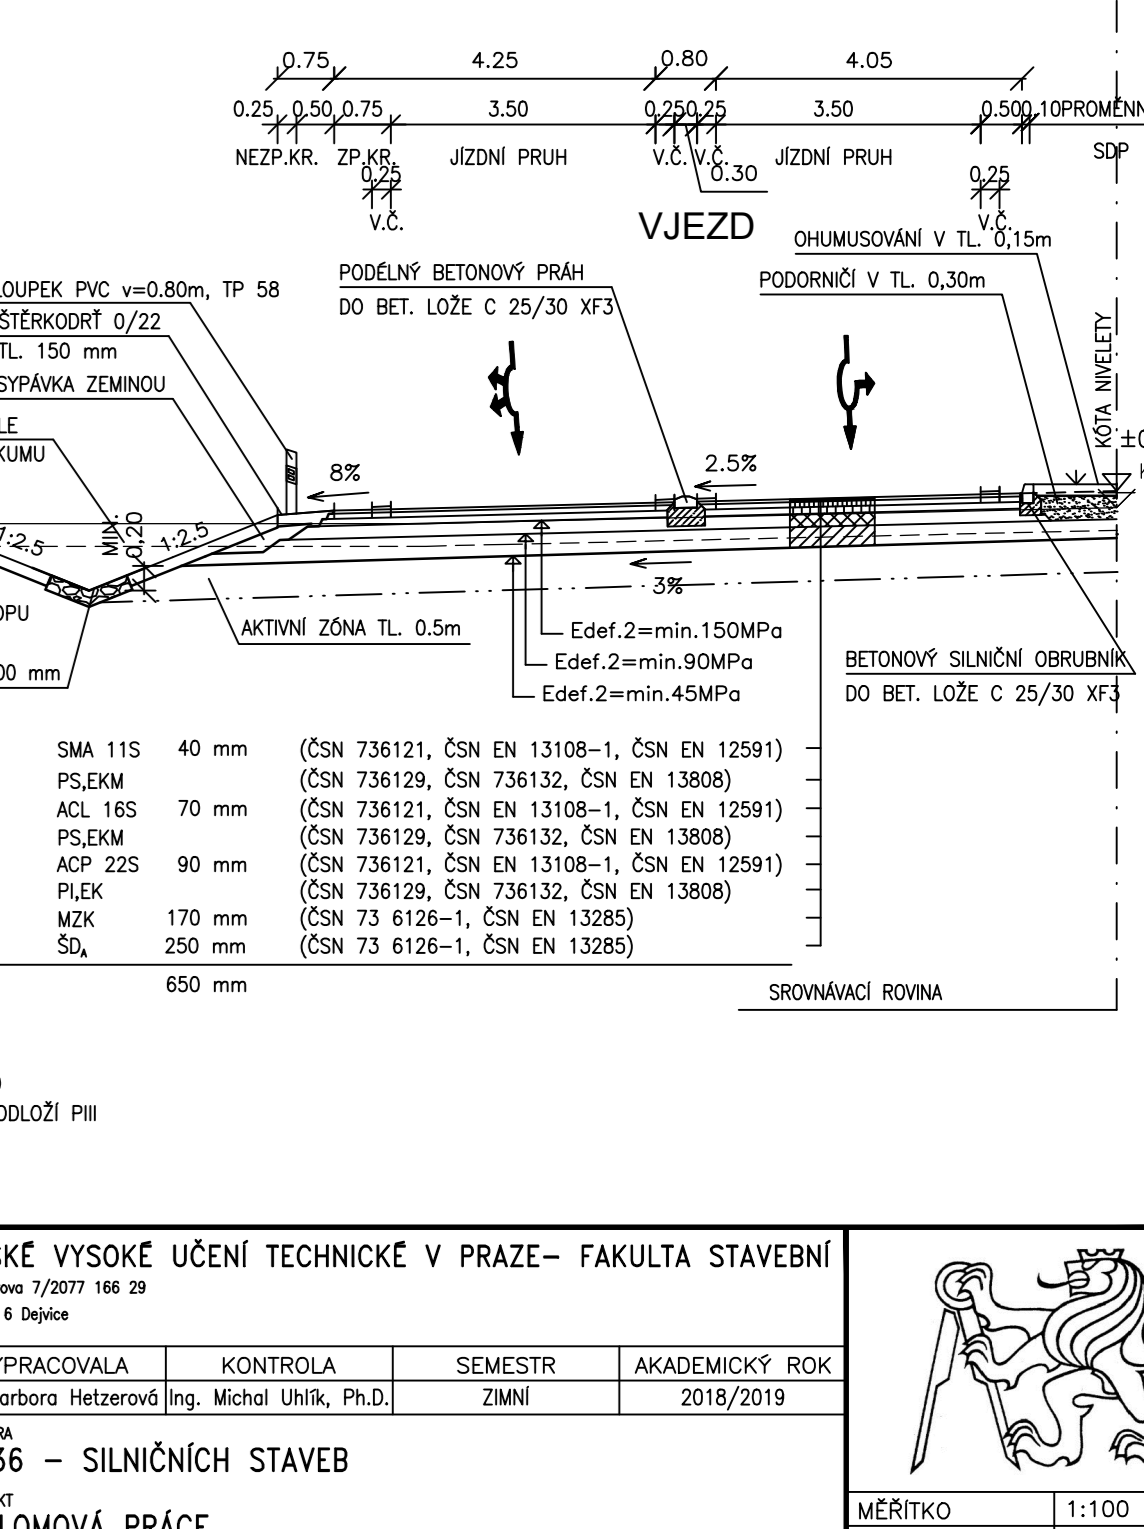 0.75 4.25 0.80 4.05
0.25 0.50 0.75 3.50 0.25 0.25 3.50 0.50 0.10 PROMĚNN
NEZP.KR. ZP.KR. JÍZDNÍ PRUH V.Č. V.Č. JÍZDNÍ PRUH SDP
0.25 0.30 0.25
V.Č. V.Č.
VJEZD
OHUMUSOVÁNÍ V TL. 0,15m
PODORNIČÍ V TL. 0,30m
PODÉLNÝ BETONOVÝ PRÁH
DO BET. LOŽE C 25/30 XF3
LOUPEK PVC v=0.80m, TP 58
ŠTĚRKODRŤ 0/22
TL. 150 mm
SYPÁVKA ZEMINOU
LE
KUMU
KÓTA NIVELETY
8%
2.5%
1:2.5
MIN. 0,20
1:2.5
3%
OPU
00 mm
AKTIVNÍ ZÓNA TL. 0.5m
Edef.2=min.150MPa
Edef.2=min.90MPa
Edef.2=min.45MPa
BETONOVÝ SILNIČNÍ OBRUBNÍK
DO BET. LOŽE C 25/30 XF3
SMA 11S 40 mm (ČSN 736121, ČSN EN 13108-1, ČSN EN 12591)
PS,EKM (ČSN 736129, ČSN 736132, ČSN EN 13808)
ACL 16S 70 mm (ČSN 736121, ČSN EN 13108-1, ČSN EN 12591)
PS,EKM (ČSN 736129, ČSN 736132, ČSN EN 13808)
ACP 22S 90 mm (ČSN 736121, ČSN EN 13108-1, ČSN EN 12591)
PI,EK (ČSN 736129, ČSN 736132, ČSN EN 13808)
MZK 170 mm (ČSN 73 6126-1, ČSN EN 13285)
ŠDA 250 mm (ČSN 73 6126-1, ČSN EN 13285)
650 mm
SROVNÁVACÍ ROVINA
)
ODLOŽÍ PIII
SKÉ VYSOKÉ UČENÍ TECHNICKÉ V PRAZE- FAKULTA STAVEBNÍ
ova 7/2077 166 29
6 Dejvice
YPRACOVALA KONTROLA SEMESTR AKADEMICKÝ ROK
arbora Hetzerová Ing. Michal Uhlík, Ph.D. ZIMNÍ 2018/2019
RA
36 - SILNIČNÍCH STAVEB
KT
LOMOVÁ PRÁCE
MĚŘÍTKO 1:100